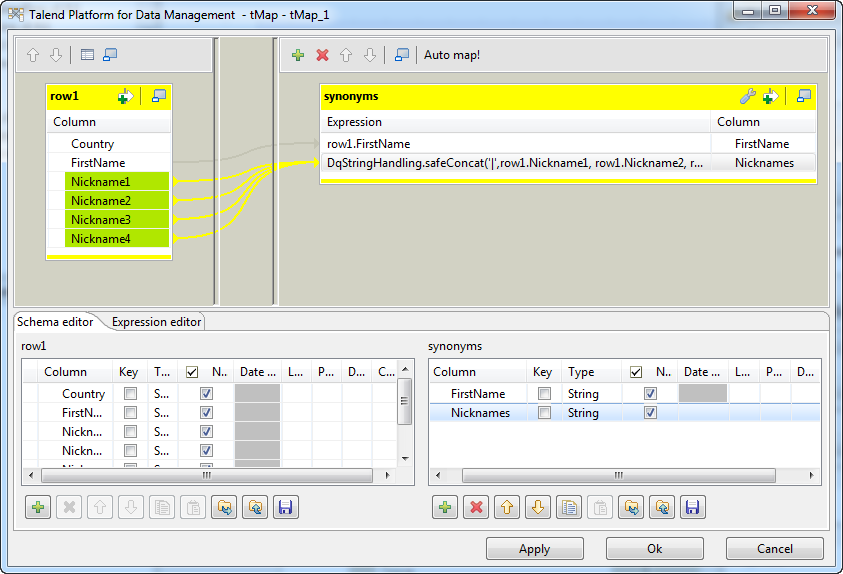 Talend Platform for Data Management - tMap - tMap_1
Auto map!
row1
Column
Country
FirstName
Nickname1
Nickname2
Nickname3
Nickname4
synonyms
Expression Column
row1.FirstName FirstName
DqStringHandling.safeConcat('|',row1.Nickname1, row1.Nickname2, r... Nicknames
Schema editor Expression editor
row1
Column Key T... N.. Date ... L... P... D... C...
Country S...
FirstN... S...
Nickn... S...
Nickn... S...
synonyms
Column Key Type N.. Date ... L... P... D...
FirstName String
Nicknames String
Apply Ok Cancel